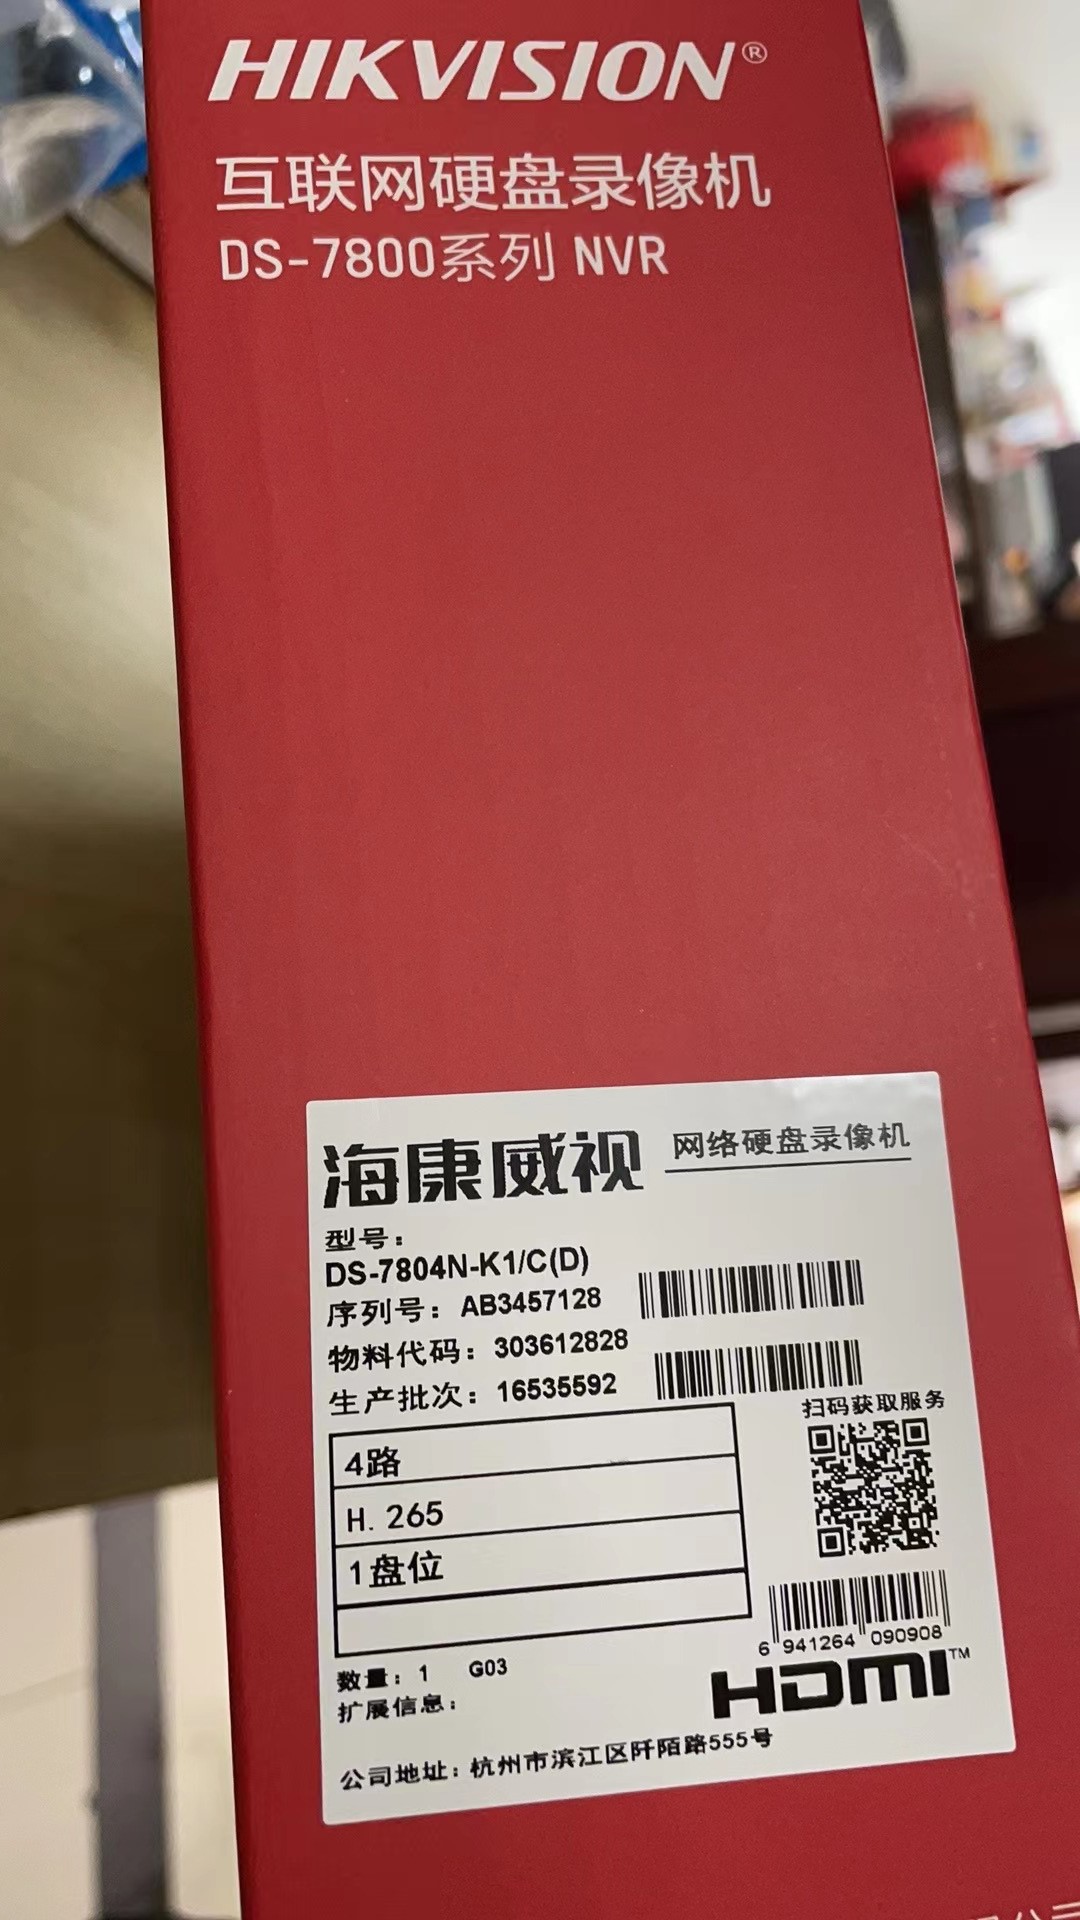 HIKVISION®
互联网硬盘录像机
DS-7800系列 NVR
海康威视 网络硬盘录像机
型号：
DS-7804N-K1/C(D)
序列号：AB3457128
物料代码：303612828
生产批次：16535592
扫码获取服务
4路
H.265
1盘位
6 941264 090908
数量：1 G03
HDMI™
扩展信息：
公司地址：杭州市滨江区阡陌路555号